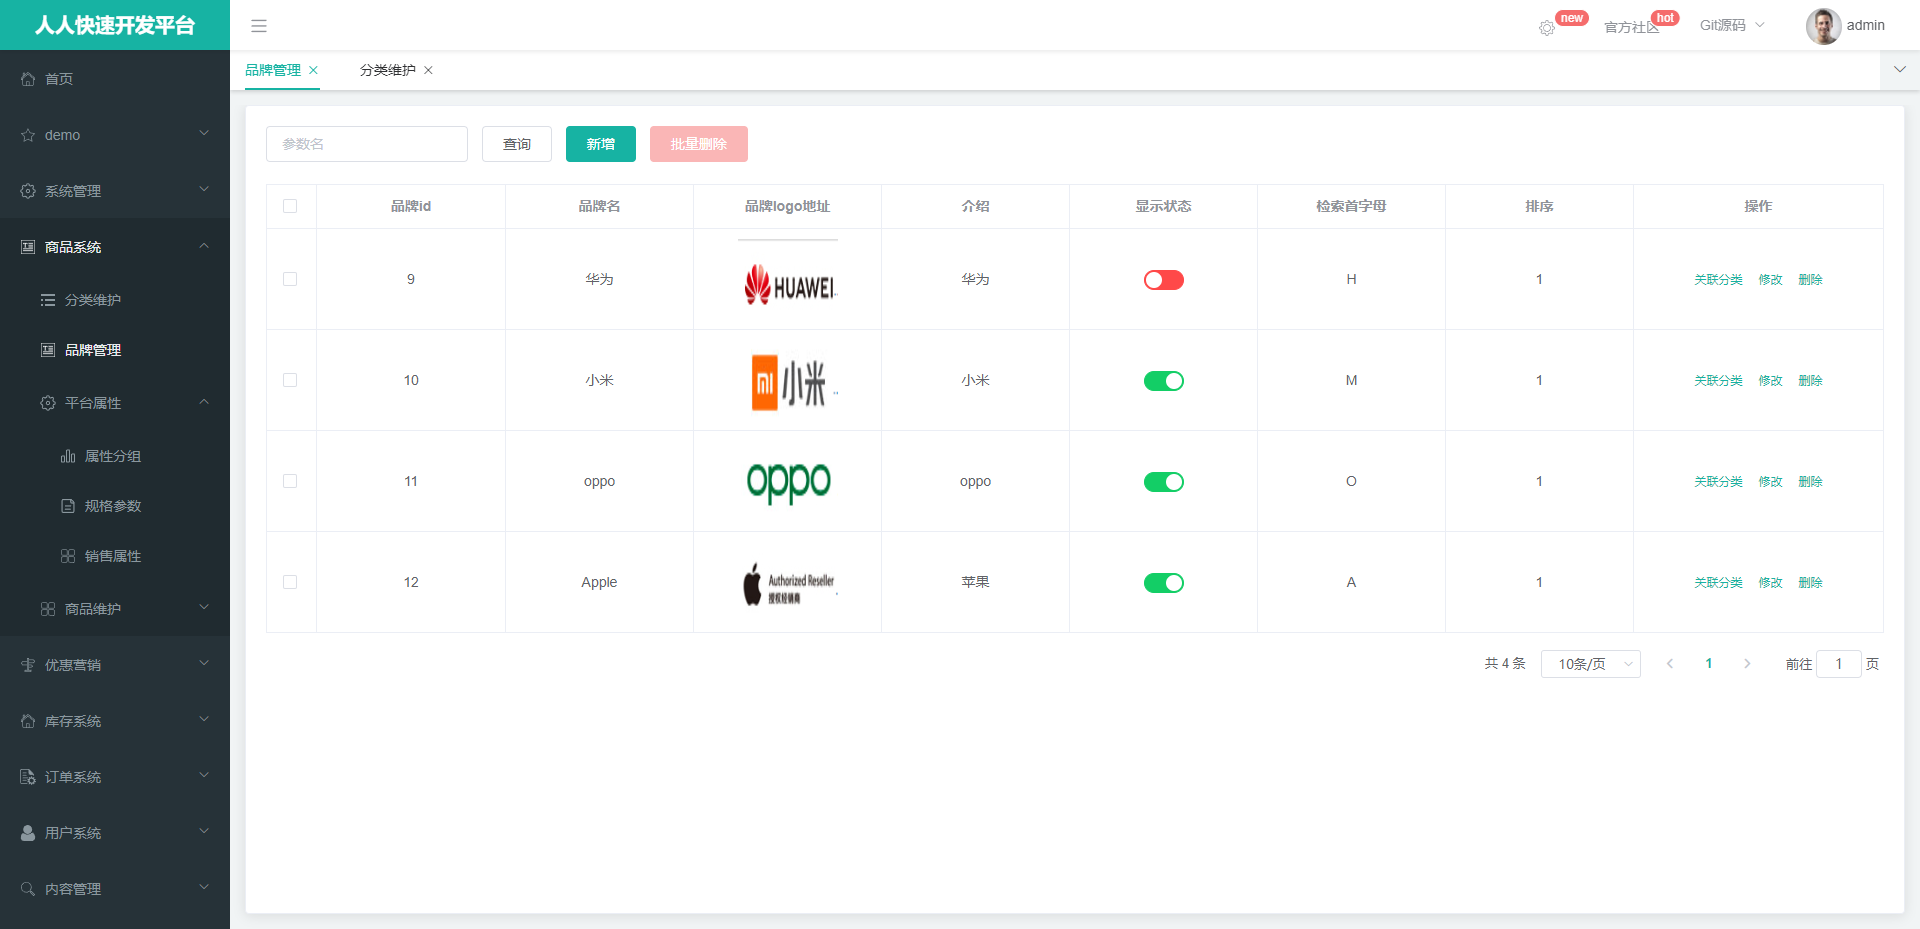 人人快速开发平台
new
官方社区
hot
Git源码
admin
首页
demo
系统管理
商品系统
分类维护
品牌管理
平台属性
属性分组
规格参数
销售属性
商品维护
优惠营销
库存系统
订单系统
用户系统
内容管理
品牌管理
分类维护
参数名
查询
新增
批量删除
品牌id 品牌名 品牌logo地址 介绍 显示状态 检索首字母 排序 操作
9 华为 HUAWEI 华为 H 1 关联分类 修改 删除
10 小米 mi 小米 小米 M 1 关联分类 修改 删除
11 oppo oppo oppo O 1 关联分类 修改 删除
12 Apple Authorized Reseller 授权经销商 苹果 A 1 关联分类 修改 删除
共 4 条 10条/页 1 前往 1 页